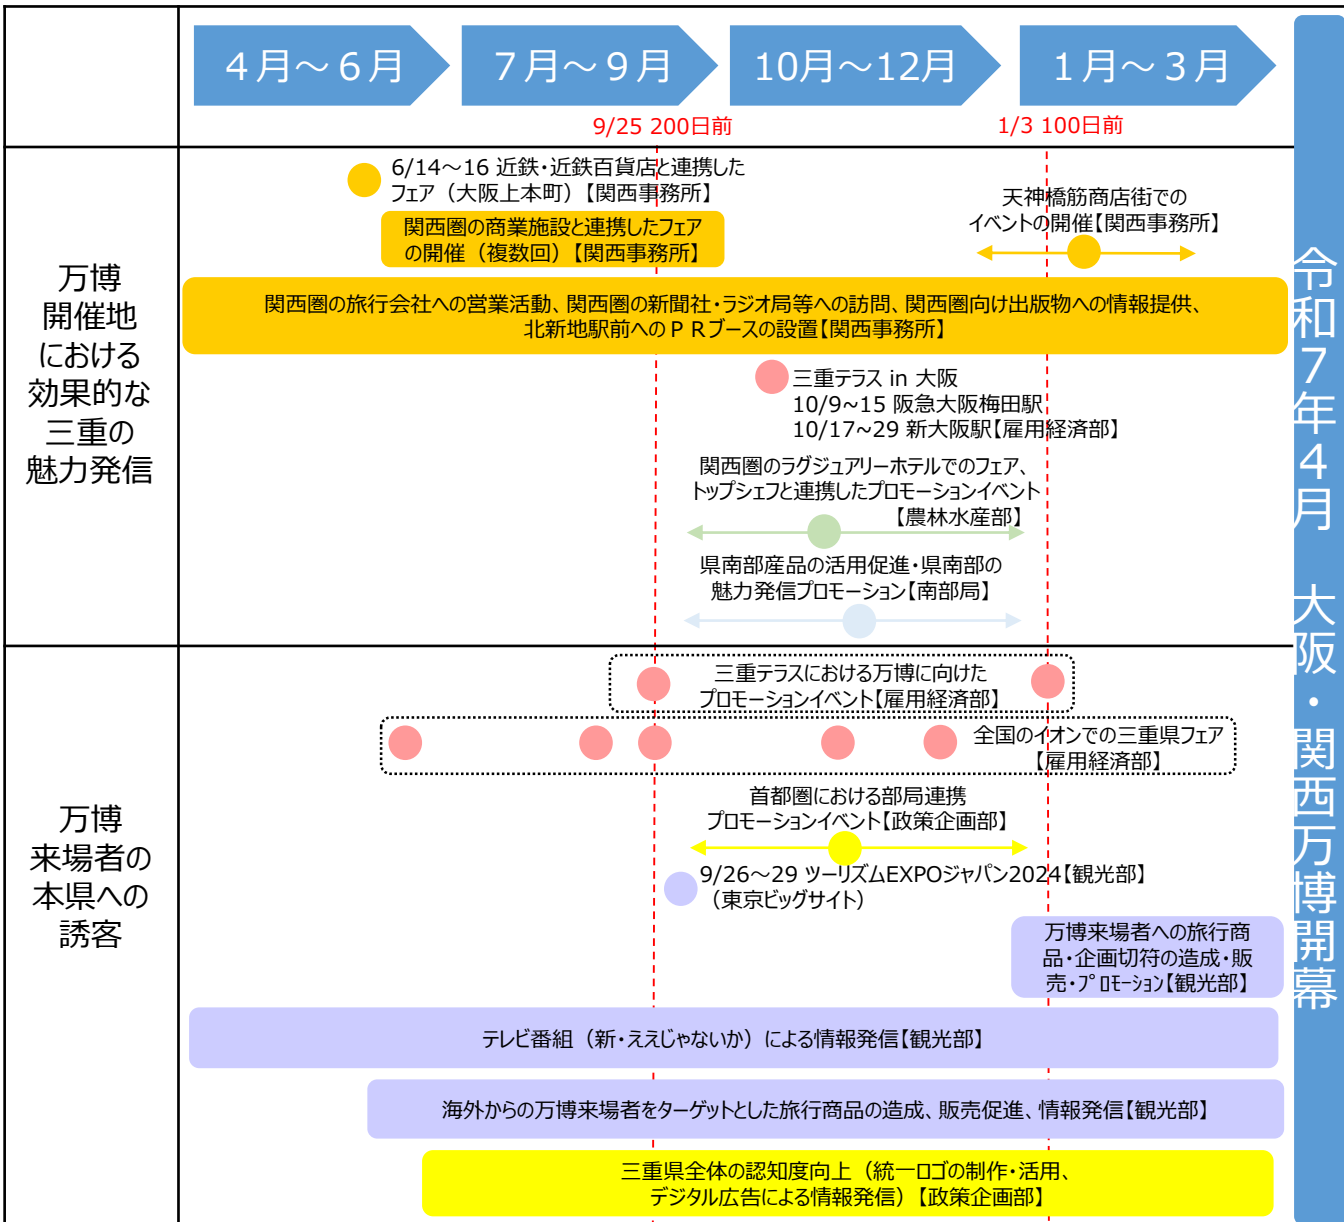 ４月～６月
７月～９月
10月～12月
１月～３月
9/25 200日前
1/3 100日前
令和７年４月　大阪・関西万博開幕
万博
開催地
における
効果的な
三重の
魅力発信
6/14～16 近鉄・近鉄百貨店と連携した
フェア（大阪上本町）【関西事務所】
関西圏の商業施設と連携したフェア
の開催（複数回）【関西事務所】
天神橋筋商店街での
イベントの開催【関西事務所】
関西圏の旅行会社への営業活動、関西圏の新聞社・ラジオ局等への訪問、関西圏向け出版物への情報提供、
北新地駅前へのＰＲブースの設置【関西事務所】
三重テラス in 大阪
10/9~15 阪急大阪梅田駅
10/17~29 新大阪駅【雇用経済部】
関西圏のラグジュアリーホテルでのフェア、
トップシェフと連携したプロモーションイベント
【農林水産部】
県南部産品の活用促進・県南部の
魅力発信プロモーション【南部局】
万博
来場者の
本県への
誘客
三重テラスにおける万博に向けた
プロモーションイベント【雇用経済部】
全国のイオンでの三重県フェア
【雇用経済部】
首都圏における部局連携
プロモーションイベント【政策企画部】
9/26～29 ツーリズムEXPOジャパン2024【観光部】
（東京ビッグサイト）
万博来場者への旅行商
品・企画切符の造成・販
売・プロモーション【観光部】
テレビ番組（新・ええじゃないか）による情報発信【観光部】
海外からの万博来場者をターゲットとした旅行商品の造成、販売促進、情報発信【観光部】
三重県全体の認知度向上（統一ロゴの制作・活用、
デジタル広告による情報発信）【政策企画部】